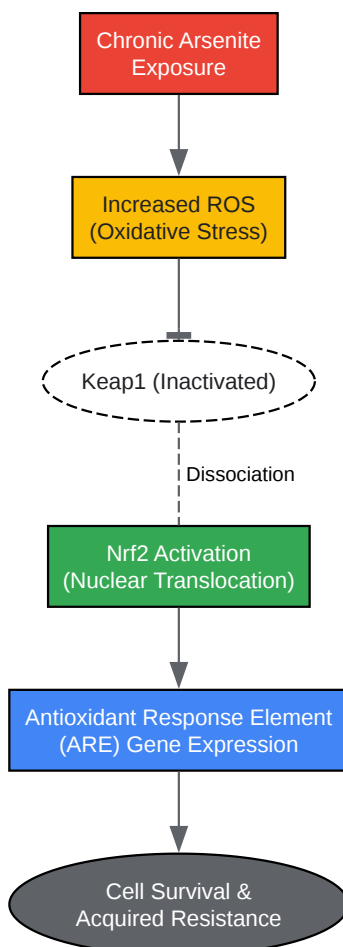 Chronic Arsenite
Exposure
Increased ROS
(Oxidative Stress)
Keap1 (Inactivated)
Dissociation
Nrf2 Activation
(Nuclear Translocation)
Antioxidant Response Element
(ARE) Gene Expression
Cell Survival &
Acquired Resistance